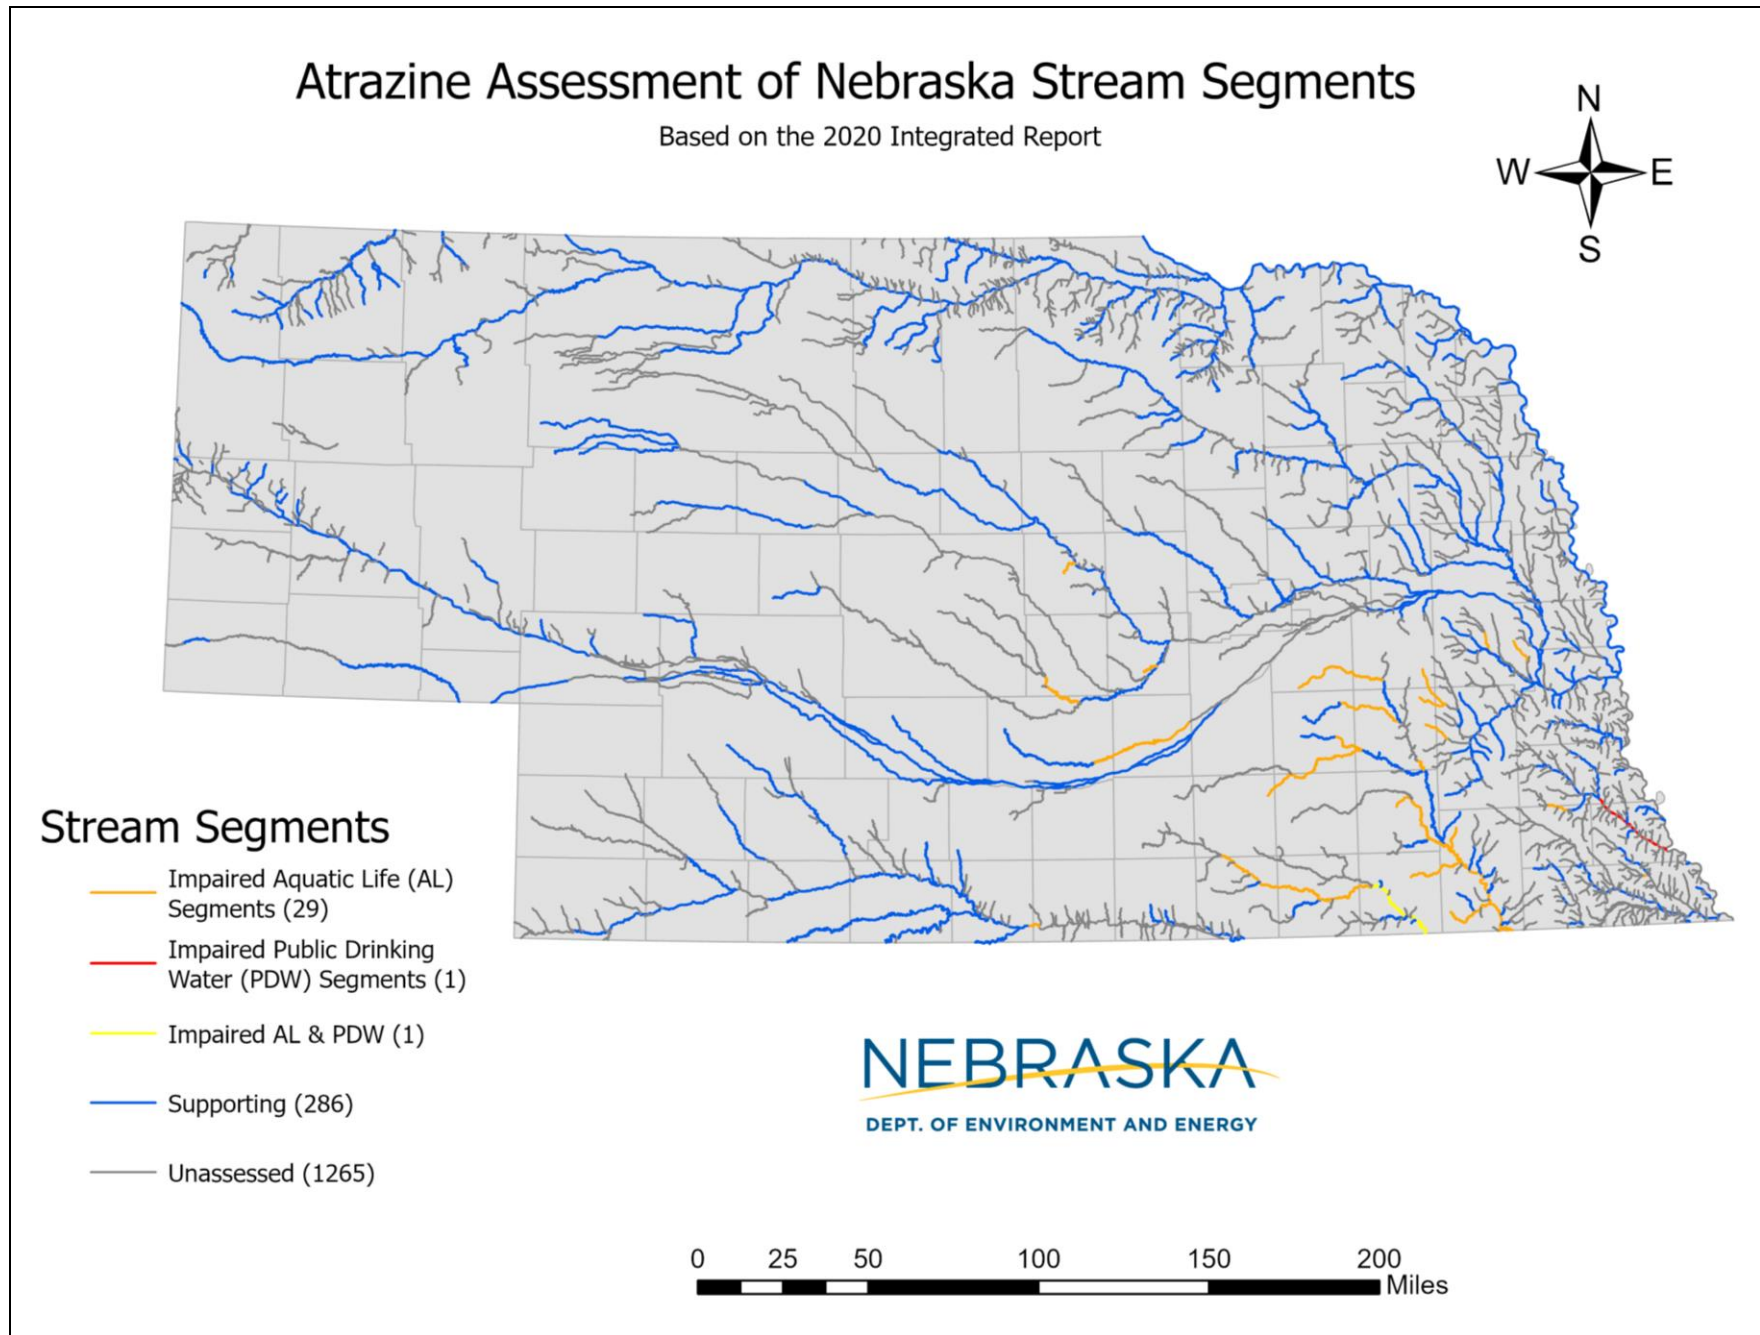 Atrazine Assessment of Nebraska Stream Segments
Based on the 2020 Integrated Report
N
W E
S
Stream Segments
Impaired Aquatic Life (AL)
Segments (29)
Impaired Public Drinking
Water (PDW) Segments (1)
Impaired AL & PDW (1)
Supporting (286)
Unassessed (1265)
NEBRASKA
DEPT. OF ENVIRONMENT AND ENERGY
0 25 50 100 150 200
Miles